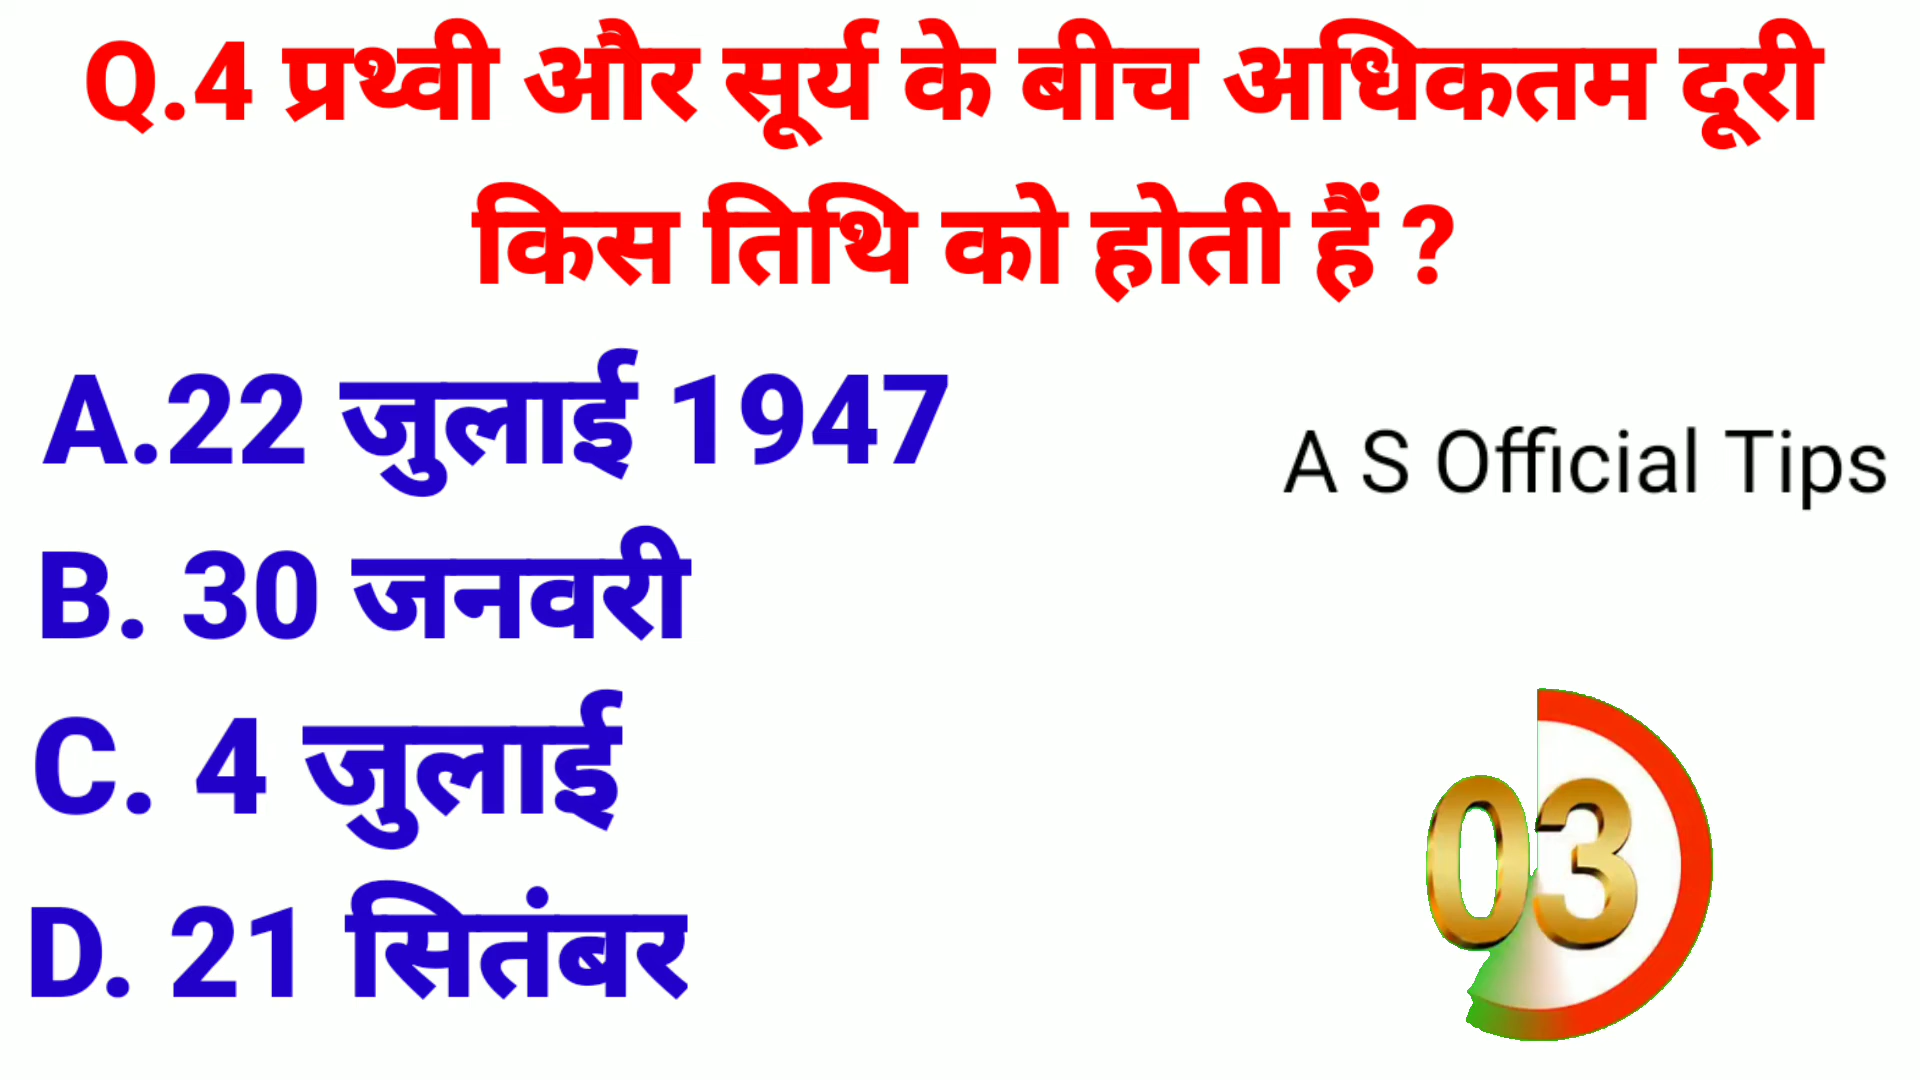 Q.4 प्रथ्वी और सूर्य के बीच अधिकतम दूरी
किस तिथि को होती हैं ?
A.22 जुलाई 1947
A S Official Tips
B. 30 जनवरी
C. 4 जुलाई
03
D. 21 सितंबर